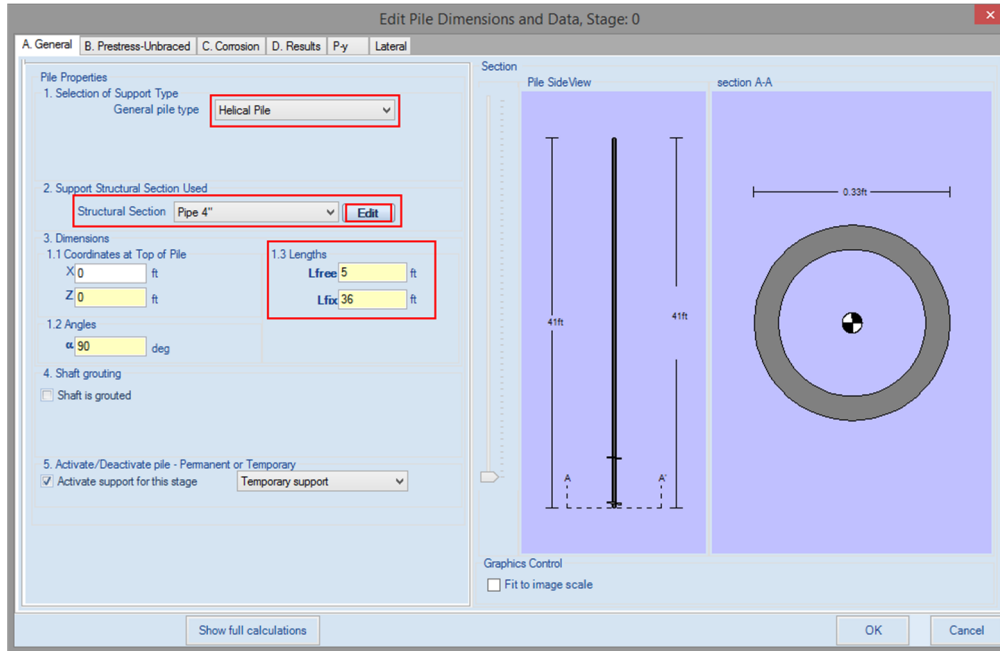 Edit Pile Dimensions and Data, Stage: 0
A. General B. Prestress-Unbraced C. Corrosion D. Results P-y Lateral
Pile Properties
1. Selection of Support Type
General pile type Helical Pile
2. Support Structural Section Used
Structural Section Pipe 4" Edit
3. Dimensions
1.1 Coordinates at Top of Pile
X 0 ft
Z 0 ft
1.3 Lengths
Lfree 5 ft
Lfix 36 ft
1.2 Angles
α 90 deg
4. Shaft grouting
Shaft is grouted
5. Activate/Deactivate pile - Permanent or Temporary
Activate support for this stage Temporary support
Section
Pile SideView
41ft
41ft
A A'
section A-A
0.33ft
Graphics Control
Fit to image scale
Show full calculations OK Cancel